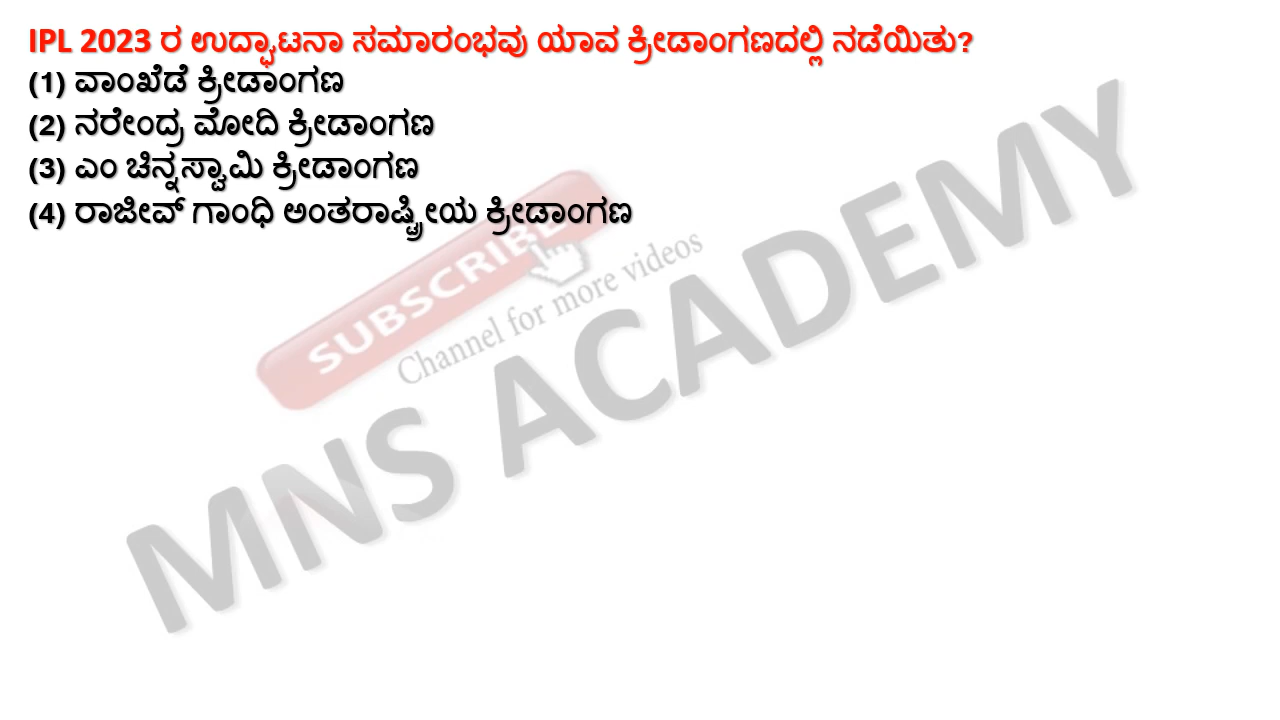 IPL 2023 ರ ಉದ್ಘಾಟನಾ ಸಮಾರಂಭವು ಯಾವ ಕ್ರೀಡಾಂಗಣದಲ್ಲಿ ನಡೆಯಿತು?
(1) ವಾಂಖೆಡೆ ಕ್ರೀಡಾಂಗಣ
(2) ನರೇಂದ್ರ ಮೋದಿ ಕ್ರೀಡಾಂಗಣ
(3) ಎಂ ಚಿನ್ನಸ್ವಾಮಿ ಕ್ರೀಡಾಂಗಣ
(4) ರಾಜೀವ್ ಗಾಂಧಿ ಅಂತರಾಷ್ಟ್ರೀಯ ಕ್ರೀಡಾಂಗಣ
SUBSCRIBE
Channel for more videos
MNS ACADEMY